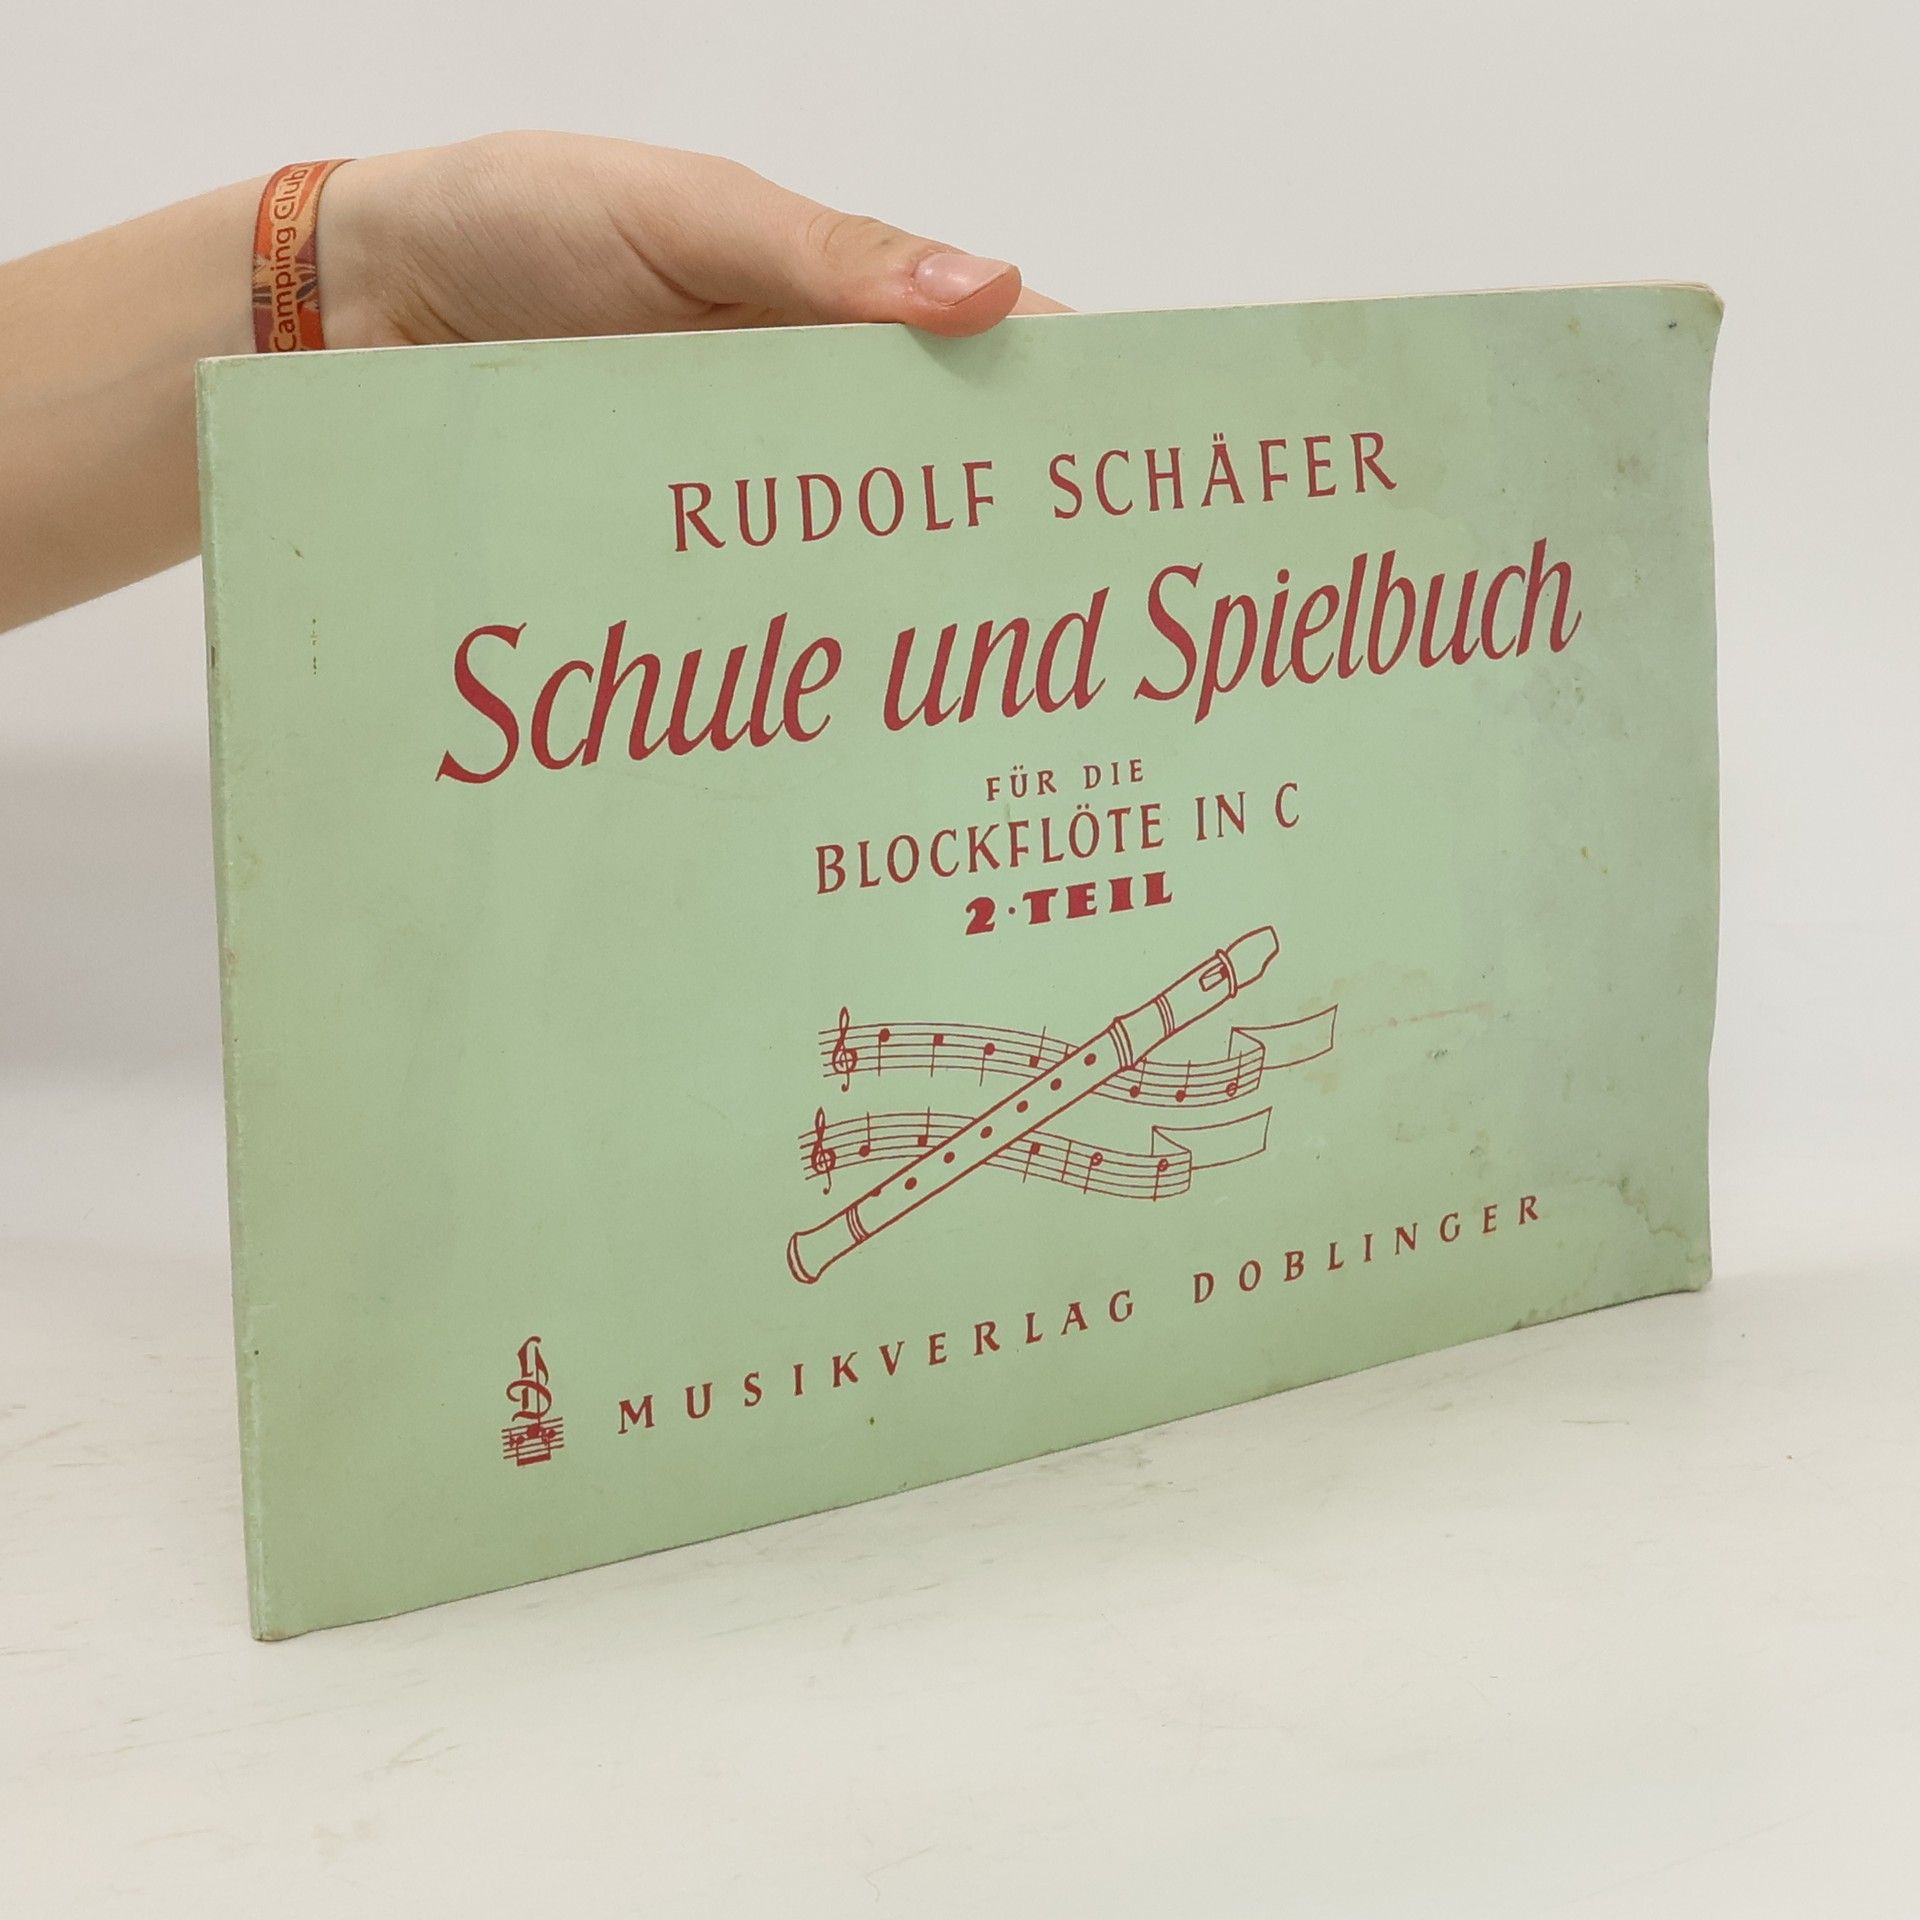 Camping Club
RUDOLF SCHÄFER
Schule und Spielbuch
FÜR DIE
BLOCKFLÖTE IN C
2·TEIL
MUSIKVERLAG DOBLINGER